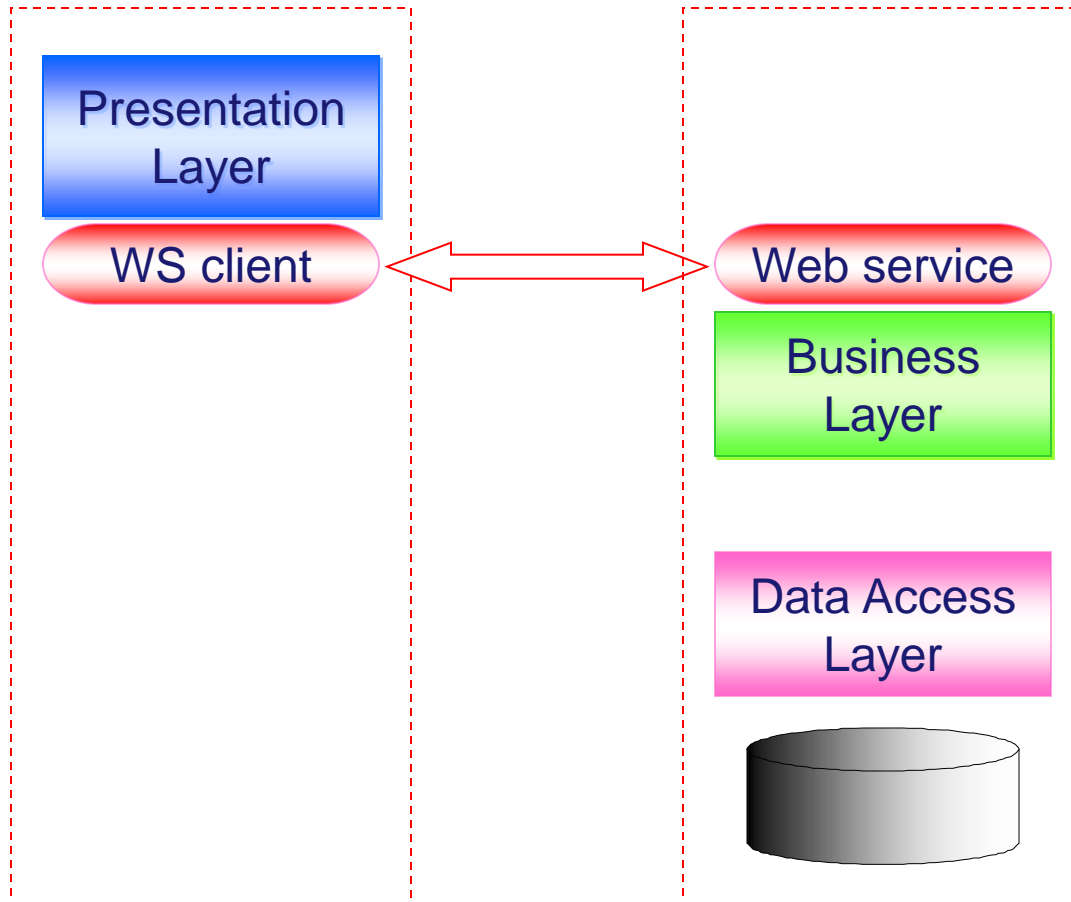 Presentation
Layer
WS client
Web service
Business
Layer
Data Access
Layer